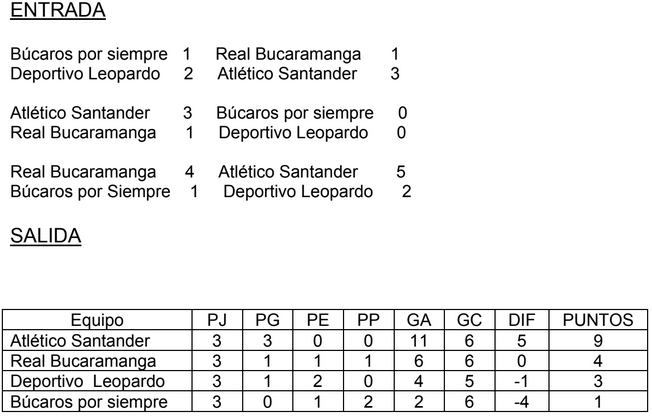 ENTRADA
Búcaros por siempre 1 Real Bucaramanga 1
Deportivo Leopardo 2 Atlético Santander 3
Atlético Santander 3 Búcaros por siempre 0
Real Bucaramanga 1 Deportivo Leopardo 0
Real Bucaramanga 4 Atlético Santander 5
Búcaros por Siempre 1 Deportivo Leopardo 2
SALIDA
Equipo PJ PG PE PP GA GC DIF PUNTOS
Atlético Santander 3 3 0 0 11 6 5 9
Real Bucaramanga 3 1 1 1 6 6 0 4
Deportivo Leopardo 3 1 2 0 4 5 -1 3
Búcaros por siempre 3 0 1 2 2 6 -4 1